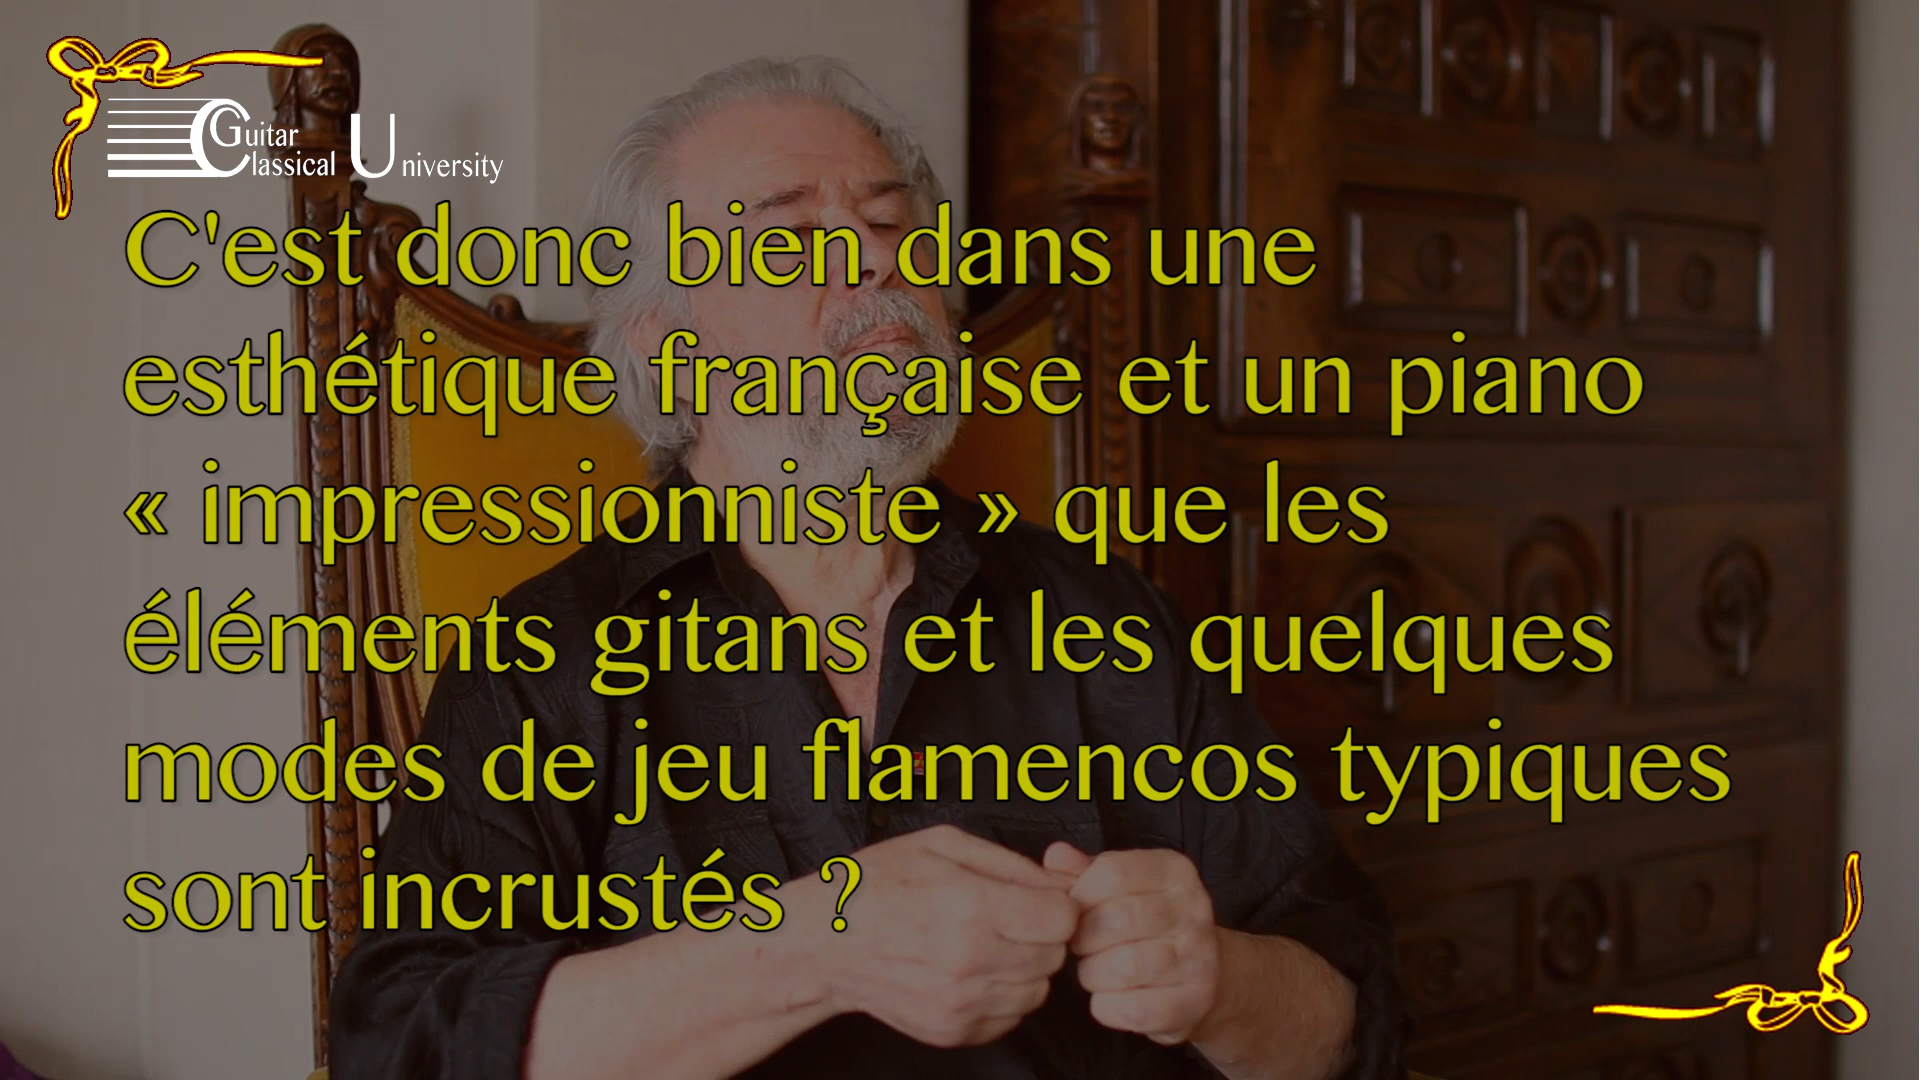 Guitar
Classical University
C'est donc bien dans une
esthétique française et un piano
« impressionniste » que les
éléments gitans et les quelques
modes de jeu flamencos typiques
sont incrustés ?